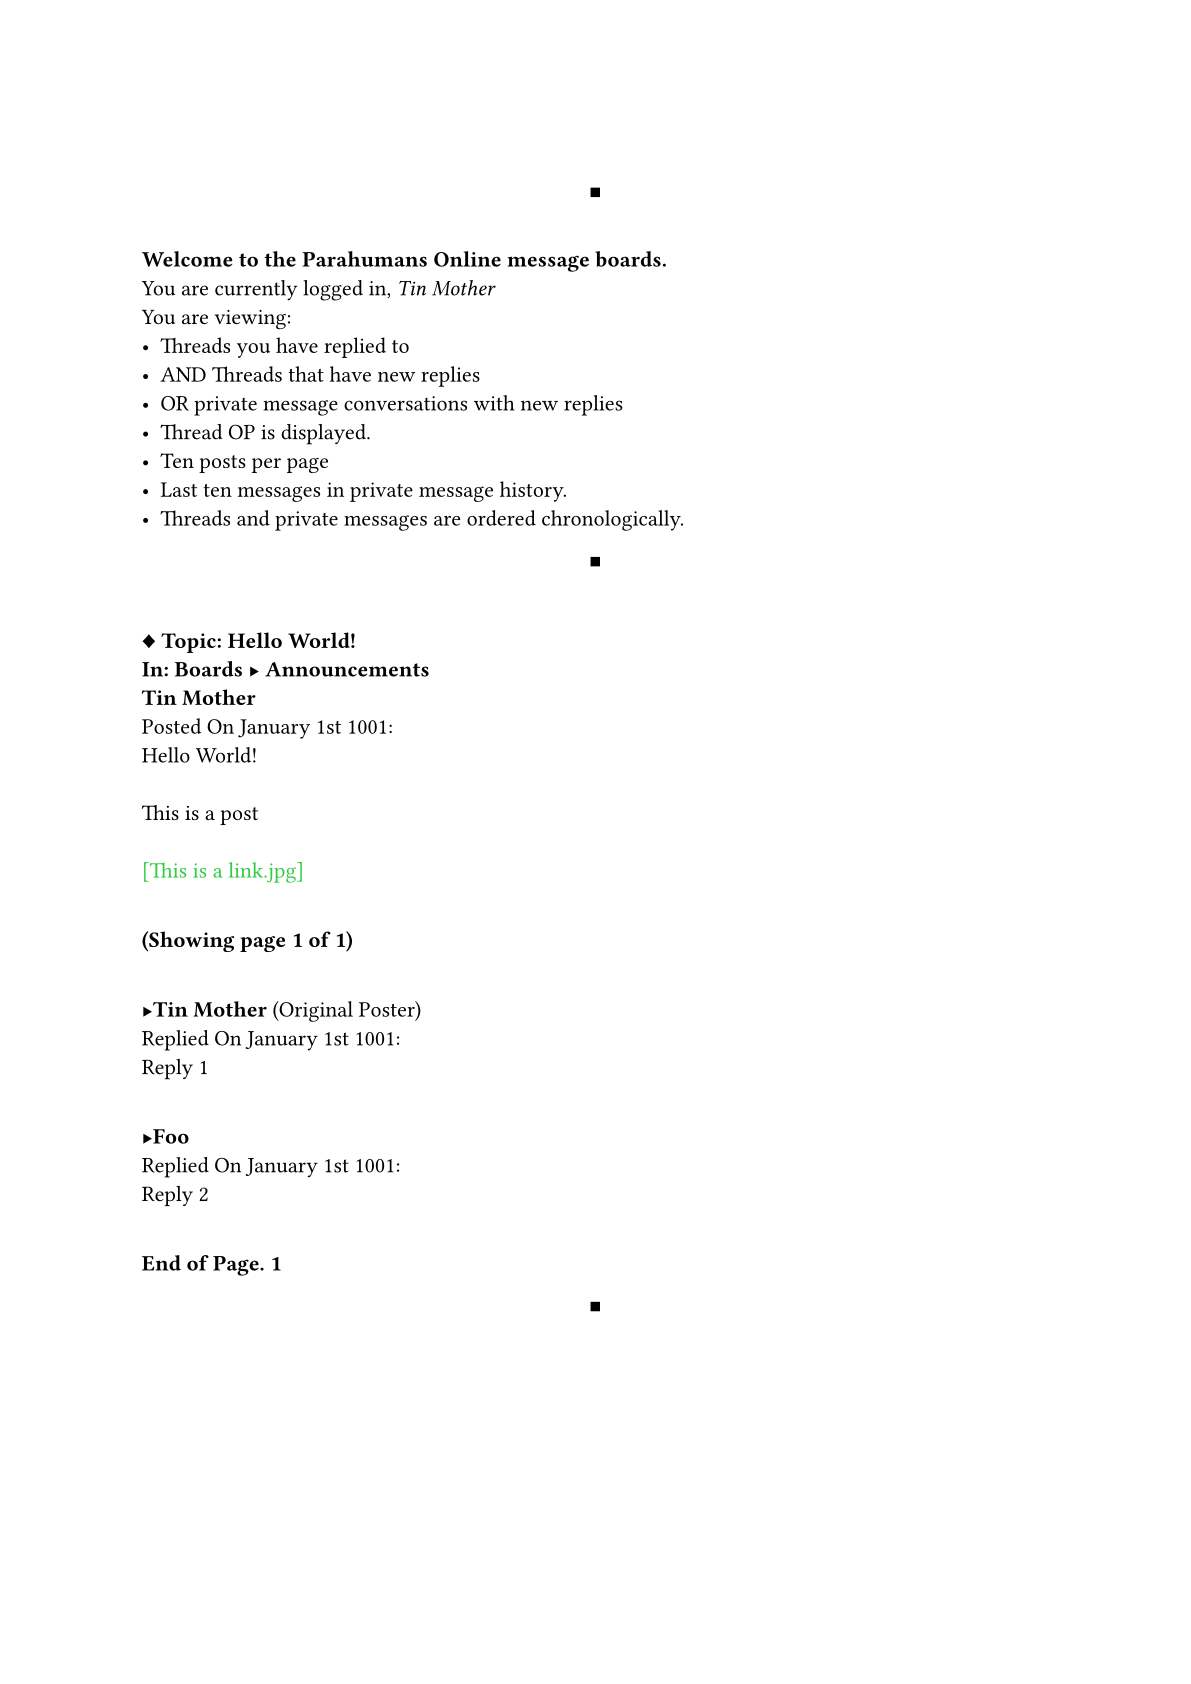 ■
Welcome to the Parahumans Online message boards.
You are currently logged in, Tin Mother
You are viewing:
• Threads you have replied to
• AND Threads that have new replies
• OR private message conversations with new replies
• Thread OP is displayed.
• Ten posts per page
• Last ten messages in private message history.
• Threads and private messages are ordered chronologically.
■
◆ Topic: Hello World!
In: Boards ▸ Announcements
Tin Mother
Posted On January 1st 1001:
Hello World!
This is a post
[This is a link.jpg]
(Showing page 1 of 1)
▸Tin Mother (Original Poster)
Replied On January 1st 1001:
Reply 1
▸Foo
Replied On January 1st 1001:
Reply 2
End of Page. 1
■